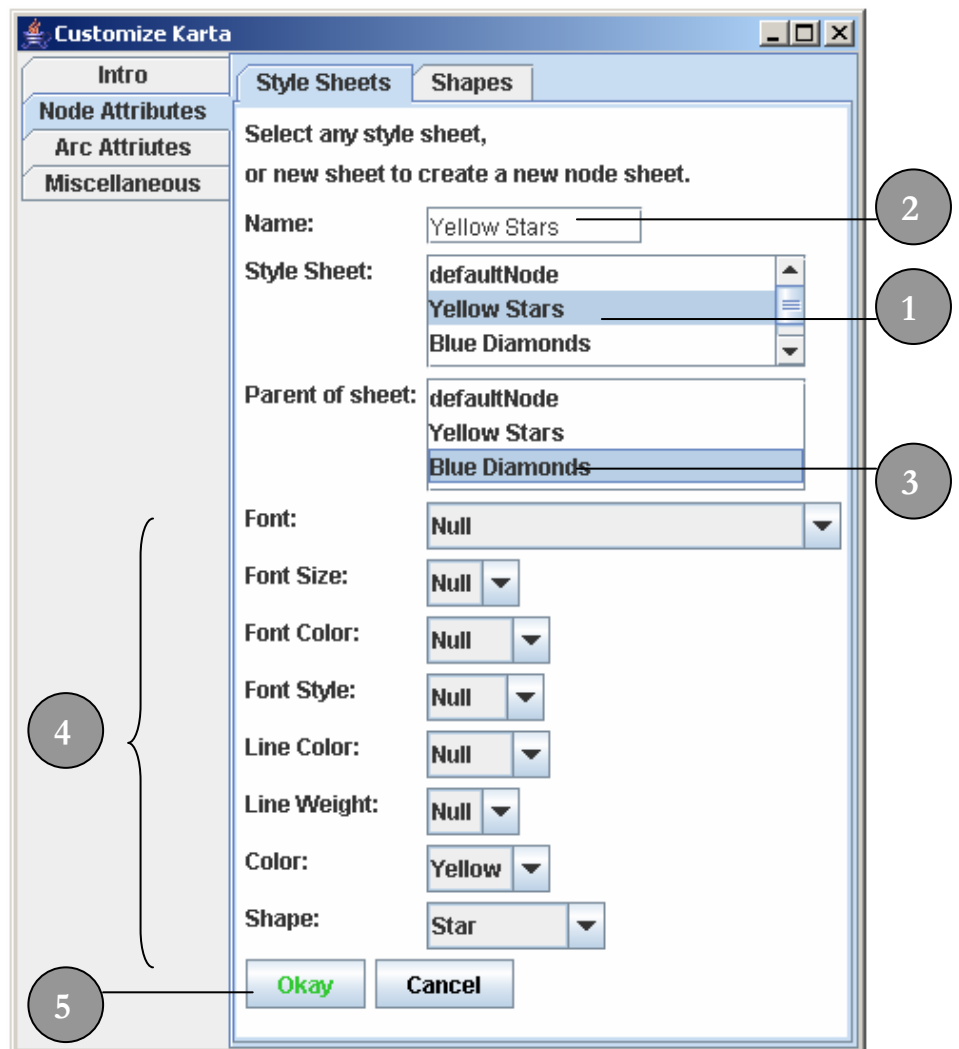 Customize Karta
Intro
Node Attributes
Arc Attriutes
Miscellaneous
Style Sheets Shapes
Select any style sheet,
or new sheet to create a new node sheet.
Name: Yellow Stars
2
Style Sheet: defaultNode
Yellow Stars
1
Blue Diamonds
Parent of sheet: defaultNode
Yellow Stars
Blue Diamonds
3
Font: Null
Font Size: Null
Font Color: Null
Font Style: Null
4
Line Color: Null
Line Weight: Null
Color: Yellow
Shape: Star
Okay Cancel
5